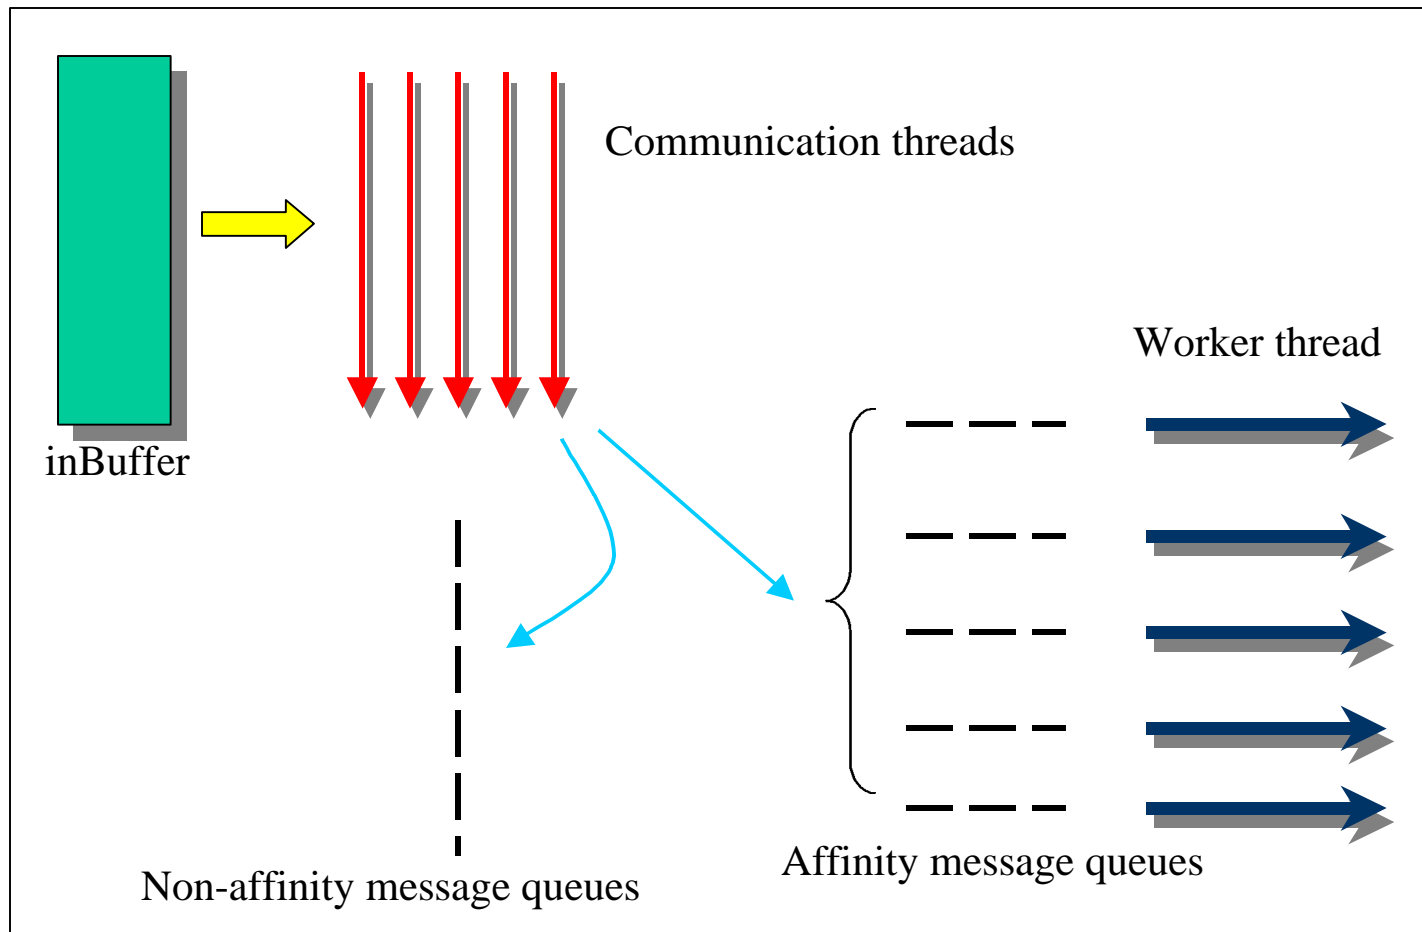 Communication threads
Worker thread
inBuffer
Affinity message queues
Non-affinity message queues